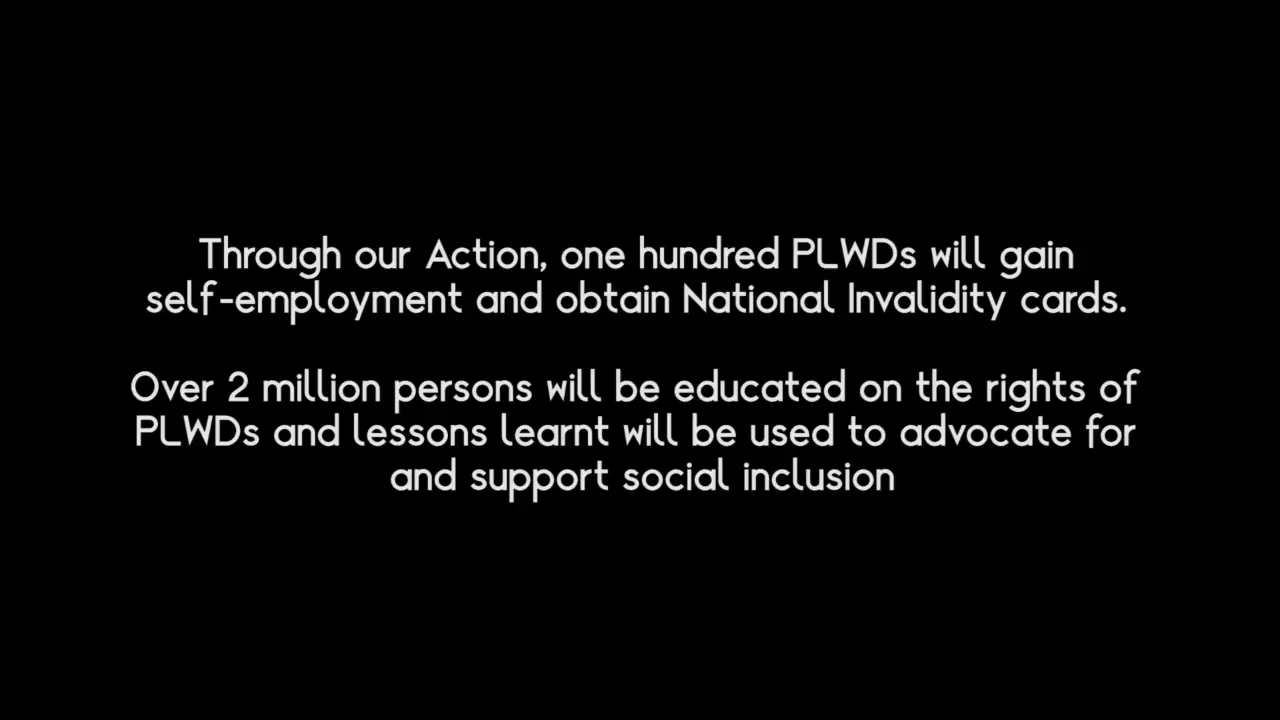 Through our Action, one hundred PLWDs will gain
self-employment and obtain National Invalidity cards.
Over 2 million persons will be educated on the rights of
PLWDs and lessons learnt will be used to advocate for
and support social inclusion